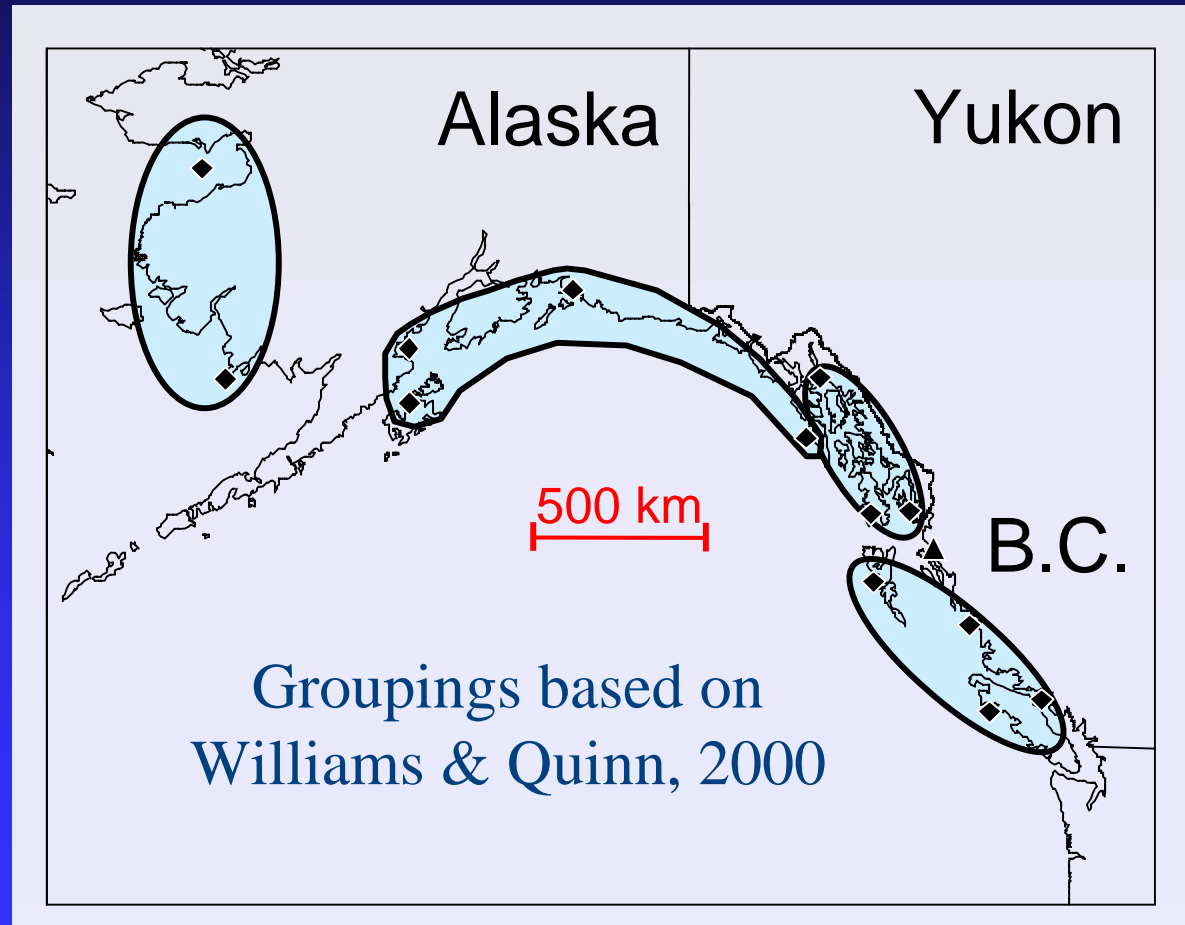 Alaska
Yukon
500 km
B.C.
Groupings based on
Williams & Quinn, 2000